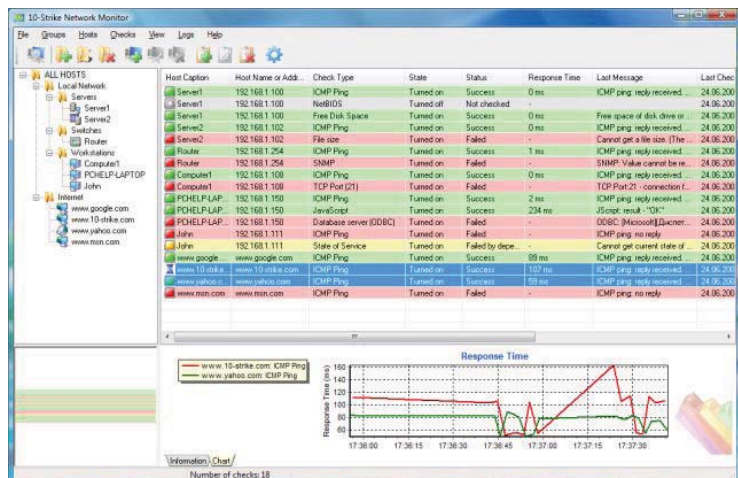 10-Strike Network Monitor
File Groups Hosts Checks View Logs Help
ALL HOSTS
Local Network
Servers
Server1
Server2
Switches
Router
Workstations
Computer1
PCHELP-LAPTOP
John
Internet
www.google.com
www.10-strike.com
www.yahoo.com
www.msn.com
Host Caption Host Name or Addr... Check Type State Status Response Time Last Message Last Chec
Server1 192.168.1.100 ICMP Ping Turned on Success 0 ms ICMP ping: reply received. ... 24.06.200
Server1 192.168.1.100 NetBIOS Turned off Not checked - 24.06.200
Server1 192.168.1.100 Free Disk Space Turned on Success Free space of disk drive or ... 24.06.200
Server2 192.168.1.102 ICMP Ping Turned on Success 0 ms ICMP ping: reply received. ... 24.06.200
Server2 192.168.1.102 File size Turned on Failed - Cannot get a file size. (The ... 24.06.200
Router 192.168.1.254 ICMP Ping Turned on Success 1 ms ICMP ping: reply received. ... 24.06.200
Router 192.168.1.254 SNMP Turned on Failed - SNMP: Value cannot be re... 24.06.200
Computer1 192.168.1.108 ICMP Ping Turned on Success 0 ms ICMP ping: reply received. ... 24.06.200
Computer1 192.168.1.108 TCP Port (21) Turned on Failed - TCP Port 21 - connection f... 24.06.200
PCHELP-LAP... 192.168.1.150 ICMP Ping Turned on Success 2 ms ICMP ping: reply received. ... 24.06.200
PCHELP-LAP... 192.168.1.150 JavaScript Turned on Success 234 ms JScript: result - "OK" 24.06.200
PCHELP-LAP... 192.168.1.150 Database server (ODBC) Turned on Failed - ODBC: [Microsoft][Диспет... 24.06.200
John 192.168.1.111 ICMP Ping Turned on Failed - ICMP ping: no reply 24.06.200
John 192.168.1.111 State of Service Turned on Failed by depe... - Cannot get current state of ... 24.06.200
www.google.... www.google.com ICMP Ping Turned on Success 89 ms ICMP ping: reply received. ... 24.06.200
www.10-strike... www.10-strike.com ICMP Ping Turned on Success 107 ms ICMP ping: reply received. ... 24.06.200
www.yahoo.c... www.yahoo.com ICMP Ping Turned on Success 59 ms ICMP ping: reply received. ... 24.06.200
www.msn.com www.msn.com ICMP Ping Turned on Failed - ICMP ping: no reply 24.06.200
Response Time
www.10-strike.com: ICMP Ping
www.yahoo.com: ICMP Ping
Response Time (ms)
160
140
120
100
80
60
17:36:00 17:36:15 17:36:30 17:36:45 17:37:00 17:37:15 17:37:30
Information Chart
Number of checks: 18